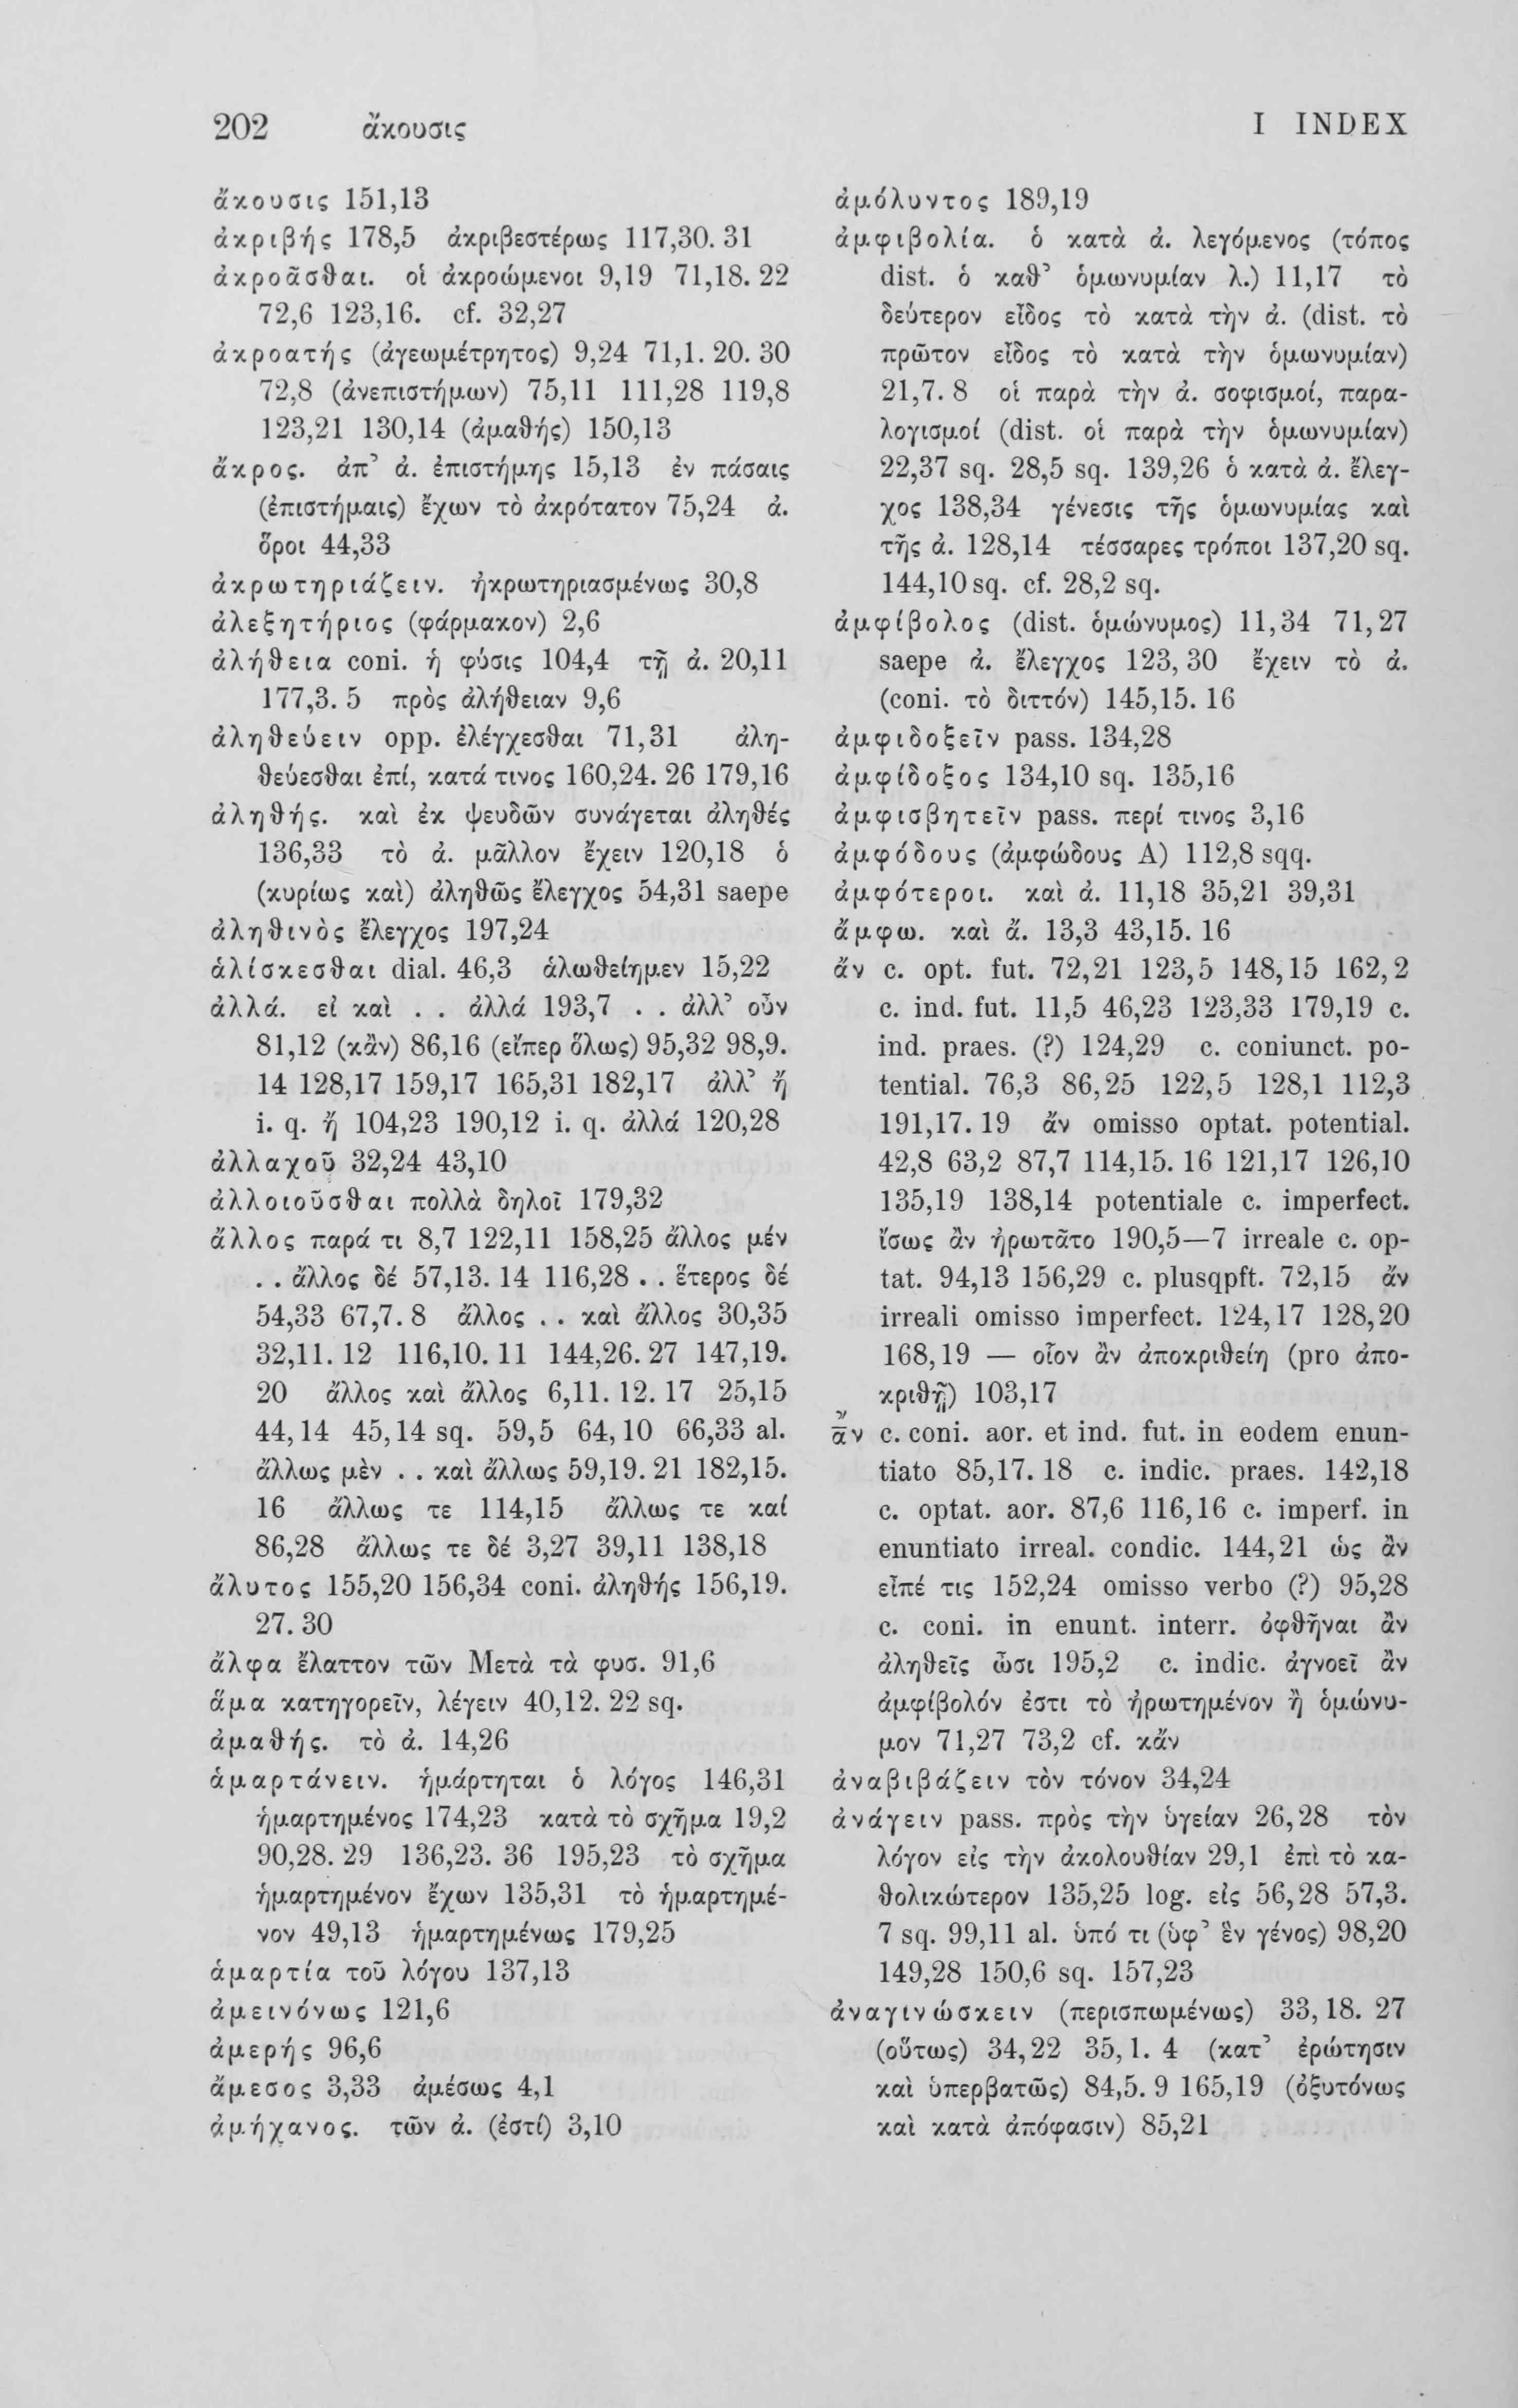 202 ἄκουσις I INDEX
ἄκουσις 151,13
ἀκριβής 178,5 ἀκριβεστέρως 117,30. 31
ἀκροᾶσθαι. οἱ ἀκροώμενοι 9,19 71,18. 22
72,6 123,16. cf. 32,27
ἀκροατής (ἀγεωμέτρητος) 9,24 71,1. 20. 30
72,8 (ἀνεπιστήμων) 75,11 111,28 119,8
123,21 130,14 (ἀμαθής) 150,13
ἄκρος. ἀπ’ ἀ. ἐπιστήμης 15,13 ἐν πάσαις
(ἐπιστήμαις) ἔχων τὸ ἀκρότατον 75,24 ἀ.
ὅροι 44,33
ἀκρωτηριάζειν. ἠκρωτηριασμένως 30,8
ἀλεξητήριος (φάρμακον) 2,6
ἀλήθεια coni. ἡ φύσις 104,4 τῇ ἀ. 20,11
177,3. 5 πρὸς ἀλήθειαν 9,6
ἀληθεύειν opp. ἐλέγχεσθαι 71,31 ἀλη-
θεύεσθαι ἐπί, κατά τινος 160,24. 26 179,16
ἀληθής. καὶ ἐκ ψευδῶν συνάγεται ἀληθές
136,33 τὸ ἀ. μᾶλλον ἔχειν 120,18 ὁ
(κυρίως καὶ) ἀληθῶς ἔλεγχος 54,31 saepe
ἀληθινὸς ἔλεγχος 197,24
ἁλίσκεσθαι dial. 46,3 ἁλωθείημεν 15,22
ἀλλά. εἰ καὶ . . ἀλλά 193,7 . . ἀλλ’ οὖν
81,12 (κἂν) 86,16 (εἴπερ ὅλως) 95,32 98,9.
14 128,17 159,17 165,31 182,17 ἀλλ’ ἤ
i. q. ἤ 104,23 190,12 i. q. ἀλλά 120,28
ἀλλαχοῦ 32,24 43,10
ἀλλοιοῦσθαι πολλὰ δηλοῖ 179,32
ἄλλος παρά τι 8,7 122,11 158,25 ἄλλος μέν
. . ἄλλος δέ 57,13. 14 116,28 . . ἕτερος δέ
54,33 67,7. 8 ἄλλος . . καὶ ἄλλος 30,35
32,11. 12 116,10. 11 144,26. 27 147,19.
20 ἄλλος καὶ ἄλλος 6,11. 12. 17 25,15
44,14 45,14 sq. 59,5 64,10 66,33 al.
ἄλλως μὲν . . καὶ ἄλλως 59,19. 21 182,15.
16 ἄλλως τε 114,15 ἄλλως τε καί
86,28 ἄλλως τε δέ 3,27 39,11 138,18
ἄλυτος 155,20 156,34 coni. ἀληθής 156,19.
27. 30
ἄλφα ἔλαττον τῶν Μετὰ τὰ φυσ. 91,6
ἅμα κατηγορεῖν, λέγειν 40,12. 22 sq.
ἀμαθής. τὸ ἀ. 14,26
ἁμαρτάνειν. ἡμάρτηται ὁ λόγος 146,31
ἡμαρτημένος 174,23 κατὰ τὸ σχῆμα 19,2
90,28. 29 136,23. 36 195,23 τὸ σχῆμα
ἡμαρτημένον ἔχων 135,31 τὸ ἡμαρτημέ-
νον 49,13 ἡμαρτημένως 179,25
ἁμαρτία τοῦ λόγου 137,13
ἀμεινόνως 121,6
ἀμερής 96,6
ἄμεσος 3,33 ἀμέσως 4,1
ἀμήχανος. τῶν ἀ. (ἐστί) 3,10
ἀμόλυντος 189,19
ἀμφιβολία. ὁ κατὰ ἀ. λεγόμενος (τόπος
dist. ὁ καθ’ ὁμωνυμίαν λ.) 11,17 τὸ
δεύτερον εἶδος τὸ κατὰ τὴν ἀ. (dist. τὸ
πρῶτον εἶδος τὸ κατὰ τὴν ὁμωνυμίαν)
21,7. 8 οἱ παρὰ τὴν ἀ. σοφισμοί, παρα-
λογισμοί (dist. οἱ παρὰ τὴν ὁμωνυμίαν)
22,37 sq. 28,5 sq. 139,26 ὁ κατὰ ἀ. ἔλεγ-
χος 138,34 γένεσις τῆς ὁμωνυμίας καὶ
τῆς ἀ. 128,14 τέσσαρες τρόποι 137,20 sq.
144,10 sq. cf. 28,2 sq.
ἀμφίβολος (dist. ὁμώνυμος) 11,34 71,27
saepe ἀ. ἔλεγχος 123,30 ἔχειν τὸ ἀ.
(coni. τὸ διττόν) 145,15. 16
ἀμφιδοξεῖν pass. 134,28
ἀμφίδοξος 134,10 sq. 135,16
ἀμφισβητεῖν pass. περί τινος 3,16
ἀμφόδους (ἀμφώδους A) 112,8 sqq.
ἀμφότεροι. καὶ ἀ. 11,18 35,21 39,31
ἄμφω. καὶ ἄ. 13,3 43,15. 16
ἄν c. opt. fut. 72,21 123,5 148,15 162,2
c. ind. fut. 11,5 46,23 123,33 179,19 c.
ind. praes. (?) 124,29 c. coniunct. po-
tential. 76,3 86,25 122,5 128,1 112,3
191,17. 19 ἄν omisso optat. potential.
42,8 63,2 87,7 114,15. 16 121,17 126,10
135,19 138,14 potentiale c. imperfect.
ἴσως ἂν ἠρωτᾶτο 190,5—7 irreale c. op-
tat. 94,13 156,29 c. plusqpft. 72,15 ἄν
irreali omisso imperfect. 124,17 128,20
168,19 — οἷον ἂν ἀποκριθείη (pro ἀπο-
κριθῇ) 103,17
ἄ̄ν c. coni. aor. et ind. fut. in eodem enun-
tiato 85,17. 18 c. indic. praes. 142,18
c. optat. aor. 87,6 116,16 c. imperf. in
enuntiato irreal. condic. 144,21 ὡς ἂν
εἶπέ τις 152,24 omisso verbo (?) 95,28
c. coni. in enunt. interr. ὀφθῆναι ἂν
ἀληθεῖς ὦσι 195,2 c. indic. ἀγνοεῖ ἂν
ἀμφίβολόν ἐστι τὸ ἠρωτημένον ἢ ὁμώνυ-
μον 71,27 73,2 cf. κἄν
ἀναβιβάζειν τὸν τόνον 34,24
ἀνάγειν pass. πρὸς τὴν ὑγείαν 26,28 τὸν
λόγον εἰς τὴν ἀκολουθίαν 29,1 ἐπὶ τὸ κα-
θολικώτερον 135,25 log. εἰς 56,28 57,3.
7 sq. 99,11 al. ὑπό τι (ὑφ’ ἓν γένος) 98,20
149,28 150,6 sq. 157,23
ἀναγινώσκειν (περισπωμένως) 33,18. 27
(οὕτως) 34,22 35,1. 4 (κατ’ ἐρώτησιν
καὶ ὑπερβατῶς) 84,5. 9 165,19 (ὀξυτόνως
καὶ κατὰ ἀπόφασιν) 85,21